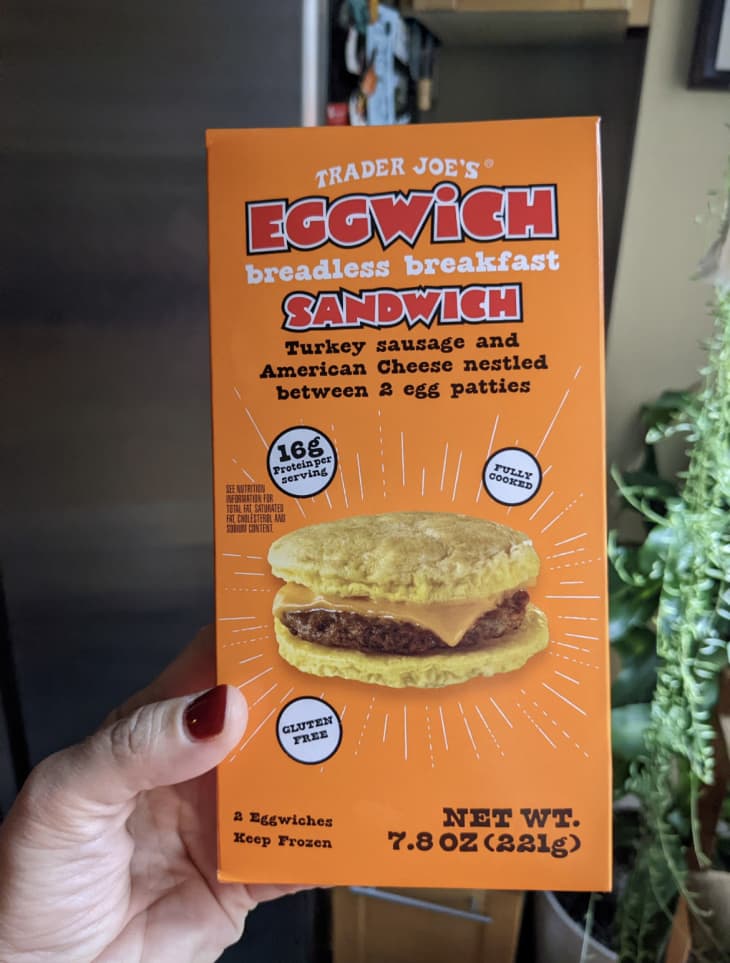 TRADER JOE'S®
EGGWiCH
breadless breakfast
SANDWICH
Turkey sausage and
American Cheese nestled
between 2 egg patties
16g
Protein per
serving
FULLY
COOKED
SEE NUTRITION
INFORMATION FOR
TOTAL FAT, SATURATED
FAT, CHOLESTEROL AND
SODIUM CONTENT.
GLUTEN
FREE
2 Eggwiches
Keep Frozen
NET WT.
7.8 OZ (221g)